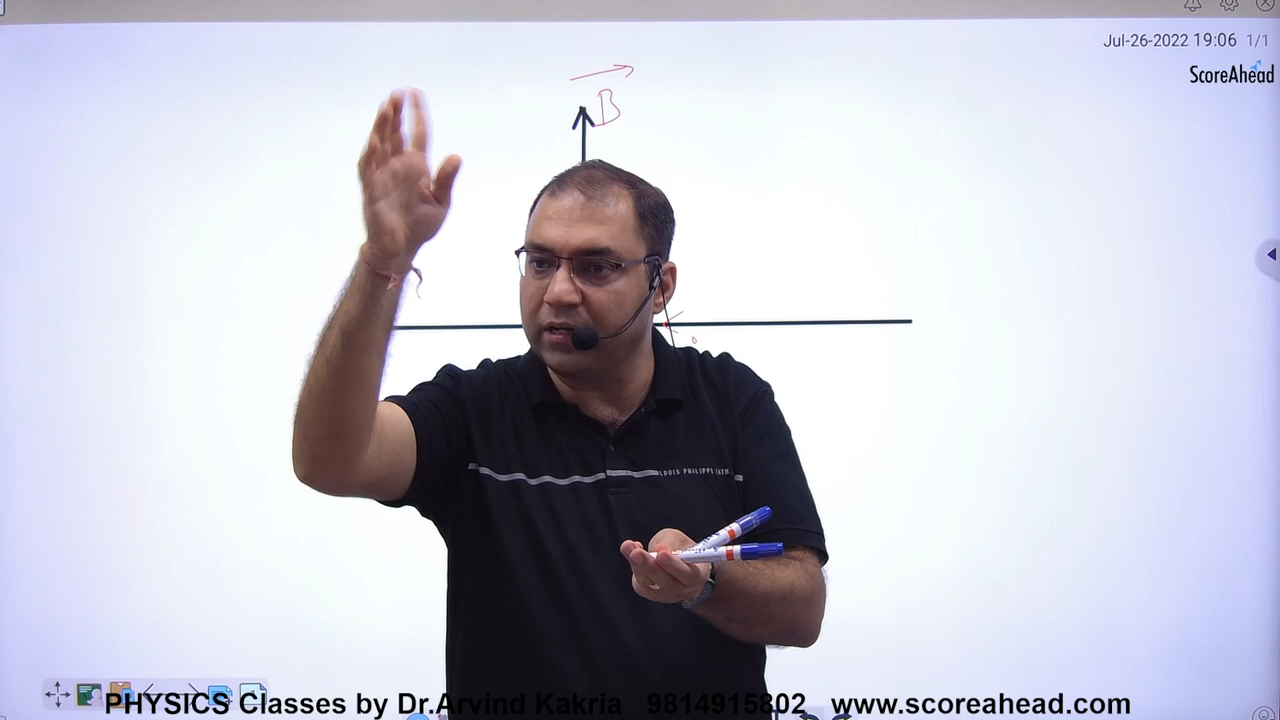 Jul-26-2022 19:06 1/1
ScoreAhead
B
LOUIS PHILIPPE
PHYSICS Classes by Dr.Arvind Kakria 9814915802 www.scoreahead.com